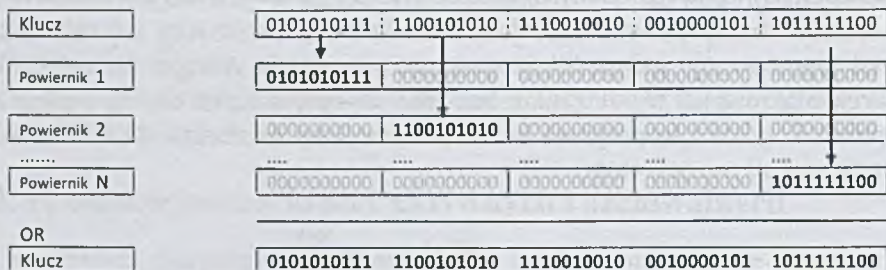 Klucz 0101010111 1100101010 1110010010 0010000101 1011111100
Powiernik 1 0101010111 0000000000 0000000000 0000000000 0000000000
Powiernik 2 0000000000 1100101010 0000000000 0000000000 0000000000
....... .... .... .... .... ....
Powiernik N 0000000000 0000000000 0000000000 0000000000 1011111100
OR
Klucz 0101010111 1100101010 1110010010 0010000101 1011111100